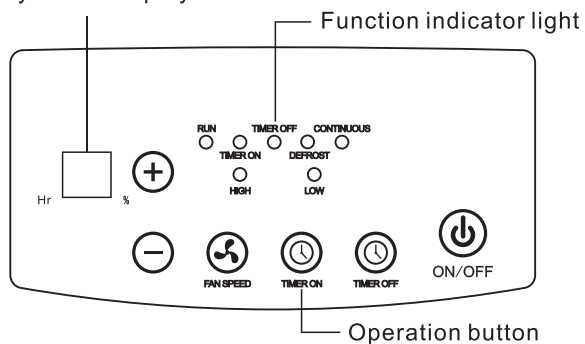 Function indicator light
RUN TIMER OFF CONTINUOUS
TIMER ON DEFROST
HIGH LOW
Hr %
FAN SPEED TIMER ON TIMER OFF ON/OFF
Operation button